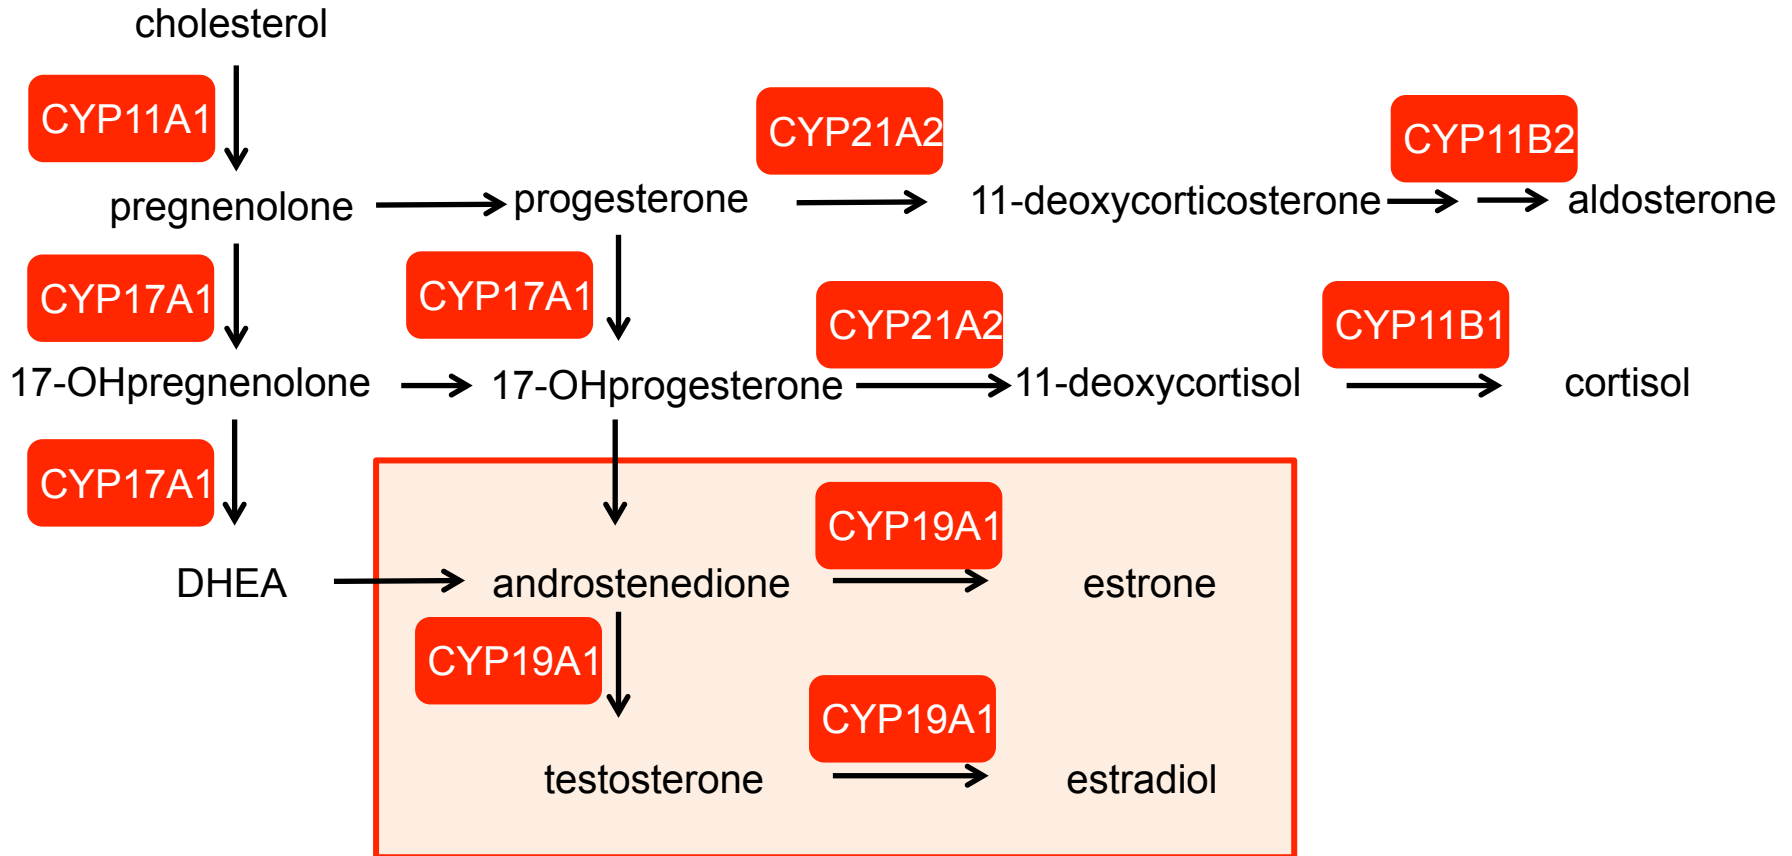 cholesterol
CYP11A1
CYP21A2
CYP11B2
pregnenolone
progesterone
11-deoxycorticosterone
aldosterone
CYP17A1
CYP17A1
CYP21A2
CYP11B1
17-OHpregnenolone
17-OHprogesterone
11-deoxycortisol
cortisol
CYP17A1
CYP19A1
DHEA
androstenedione
estrone
CYP19A1
CYP19A1
testosterone
estradiol